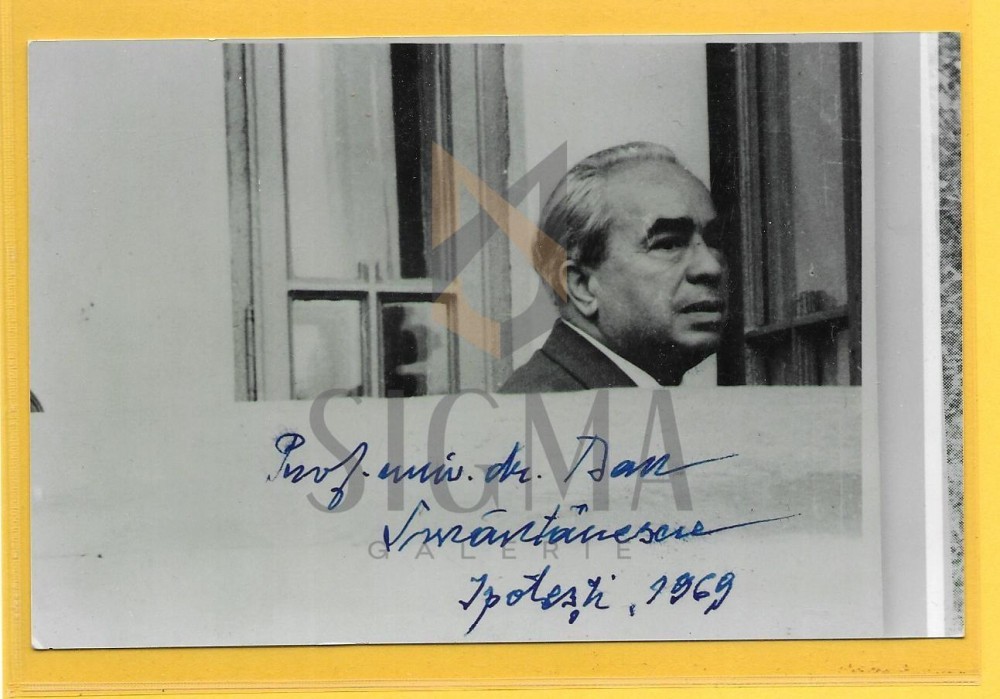 SIGMA
GALERIE
Prof. univ. dr. Dan
Smântânescu
Ipotești, 1969